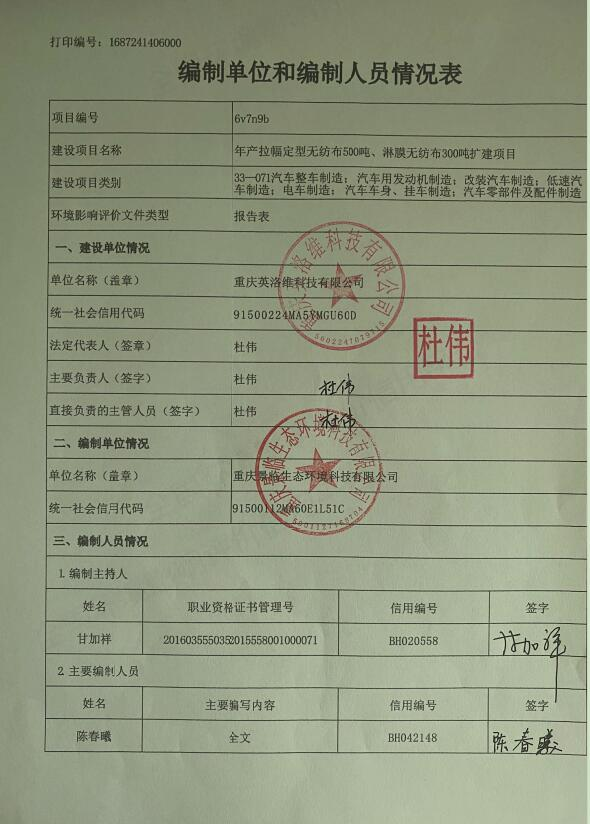 打印编号：1687241406000
编制单位和编制人员情况表
项目编号 6v7n9b
建设项目名称 年产拉幅定型无纺布500吨、淋膜无纺布300吨扩建项目
建设项目类别 33—071汽车整车制造；汽车用发动机制造；改装汽车制造；低速汽
车制造；电车制造；汽车车身、挂车制造；汽车零部件及配件制造
环境影响评价文件类型 报告表
一、建设单位情况
单位名称（盖章） 重庆英洛维科技有限公司
统一社会信用代码 91500224MA5YMGU60D
法定代表人（签章） 杜伟
杜伟
主要负责人（签字） 杜伟 杜伟
直接负责的主管人员（签字） 杜伟 杜伟
二、编制单位情况
单位名称（盖章） 重庆景临生态环境科技有限公司
统一社会信用代码 91500112MA60E1L51C
三、编制人员情况
1.编制主持人
姓名 职业资格证书管理号 信用编号 签字
甘加祥 2016035550352015558001000071 BH020558 甘加祥
2.主要编制人员
姓名 主要编写内容 信用编号 签字
陈春曦 全文 BH042148 陈春曦